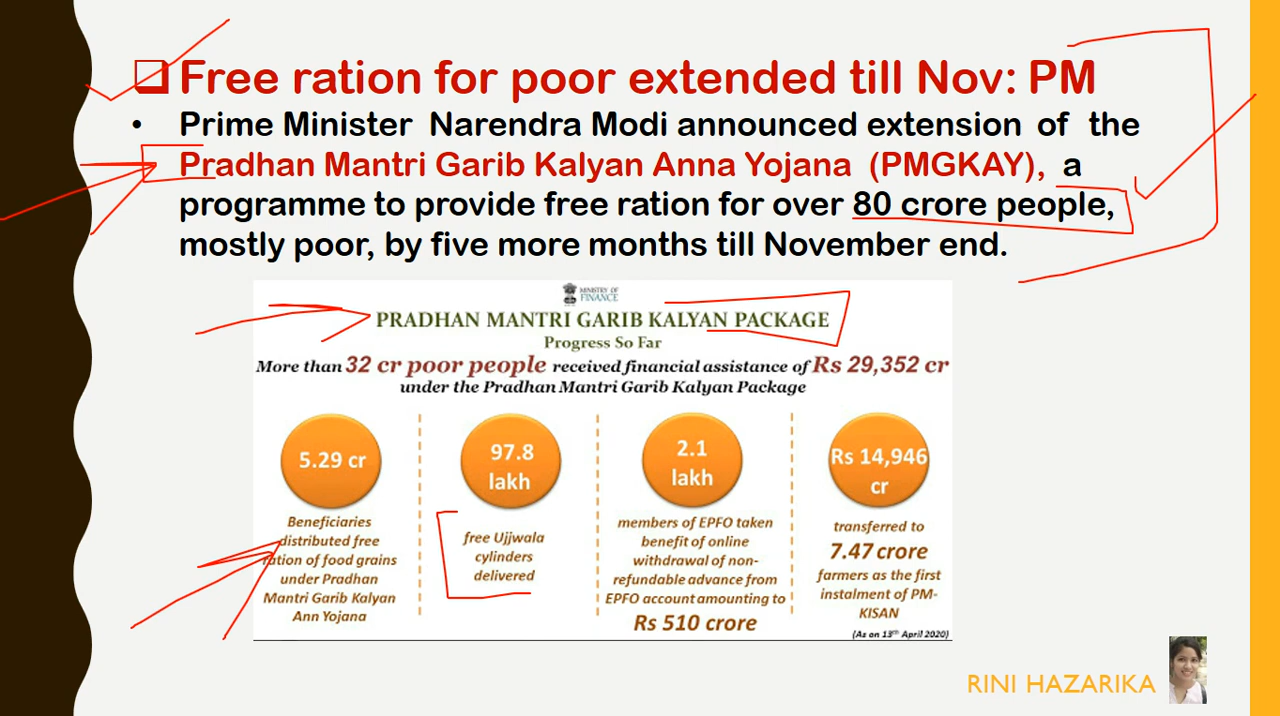 Free ration for poor extended till Nov: PM
• Prime Minister Narendra Modi announced extension of the
Pradhan Mantri Garib Kalyan Anna Yojana (PMGKAY), a
programme to provide free ration for over 80 crore people,
mostly poor, by five more months till November end.
MINISTRY OF
FINANCE
PRADHAN MANTRI GARIB KALYAN PACKAGE
Progress So Far
More than 32 cr poor people received financial assistance of Rs 29,352 cr
under the Pradhan Mantri Garib Kalyan Package
5.29 cr
Beneficiaries
distributed free
ration of food grains
under Pradhan
Mantri Garib Kalyan
Ann Yojana
97.8
lakh
free Ujjwala
cylinders
delivered
2.1
lakh
members of EPFO taken
benefit of online
withdrawal of non-
refundable advance from
EPFO account amounting to
Rs 510 crore
Rs 14,946
cr
transferred to
7.47 crore
farmers as the first
instalment of PM-
KISAN
(As on 13th April 2020)
RINI HAZARIKA